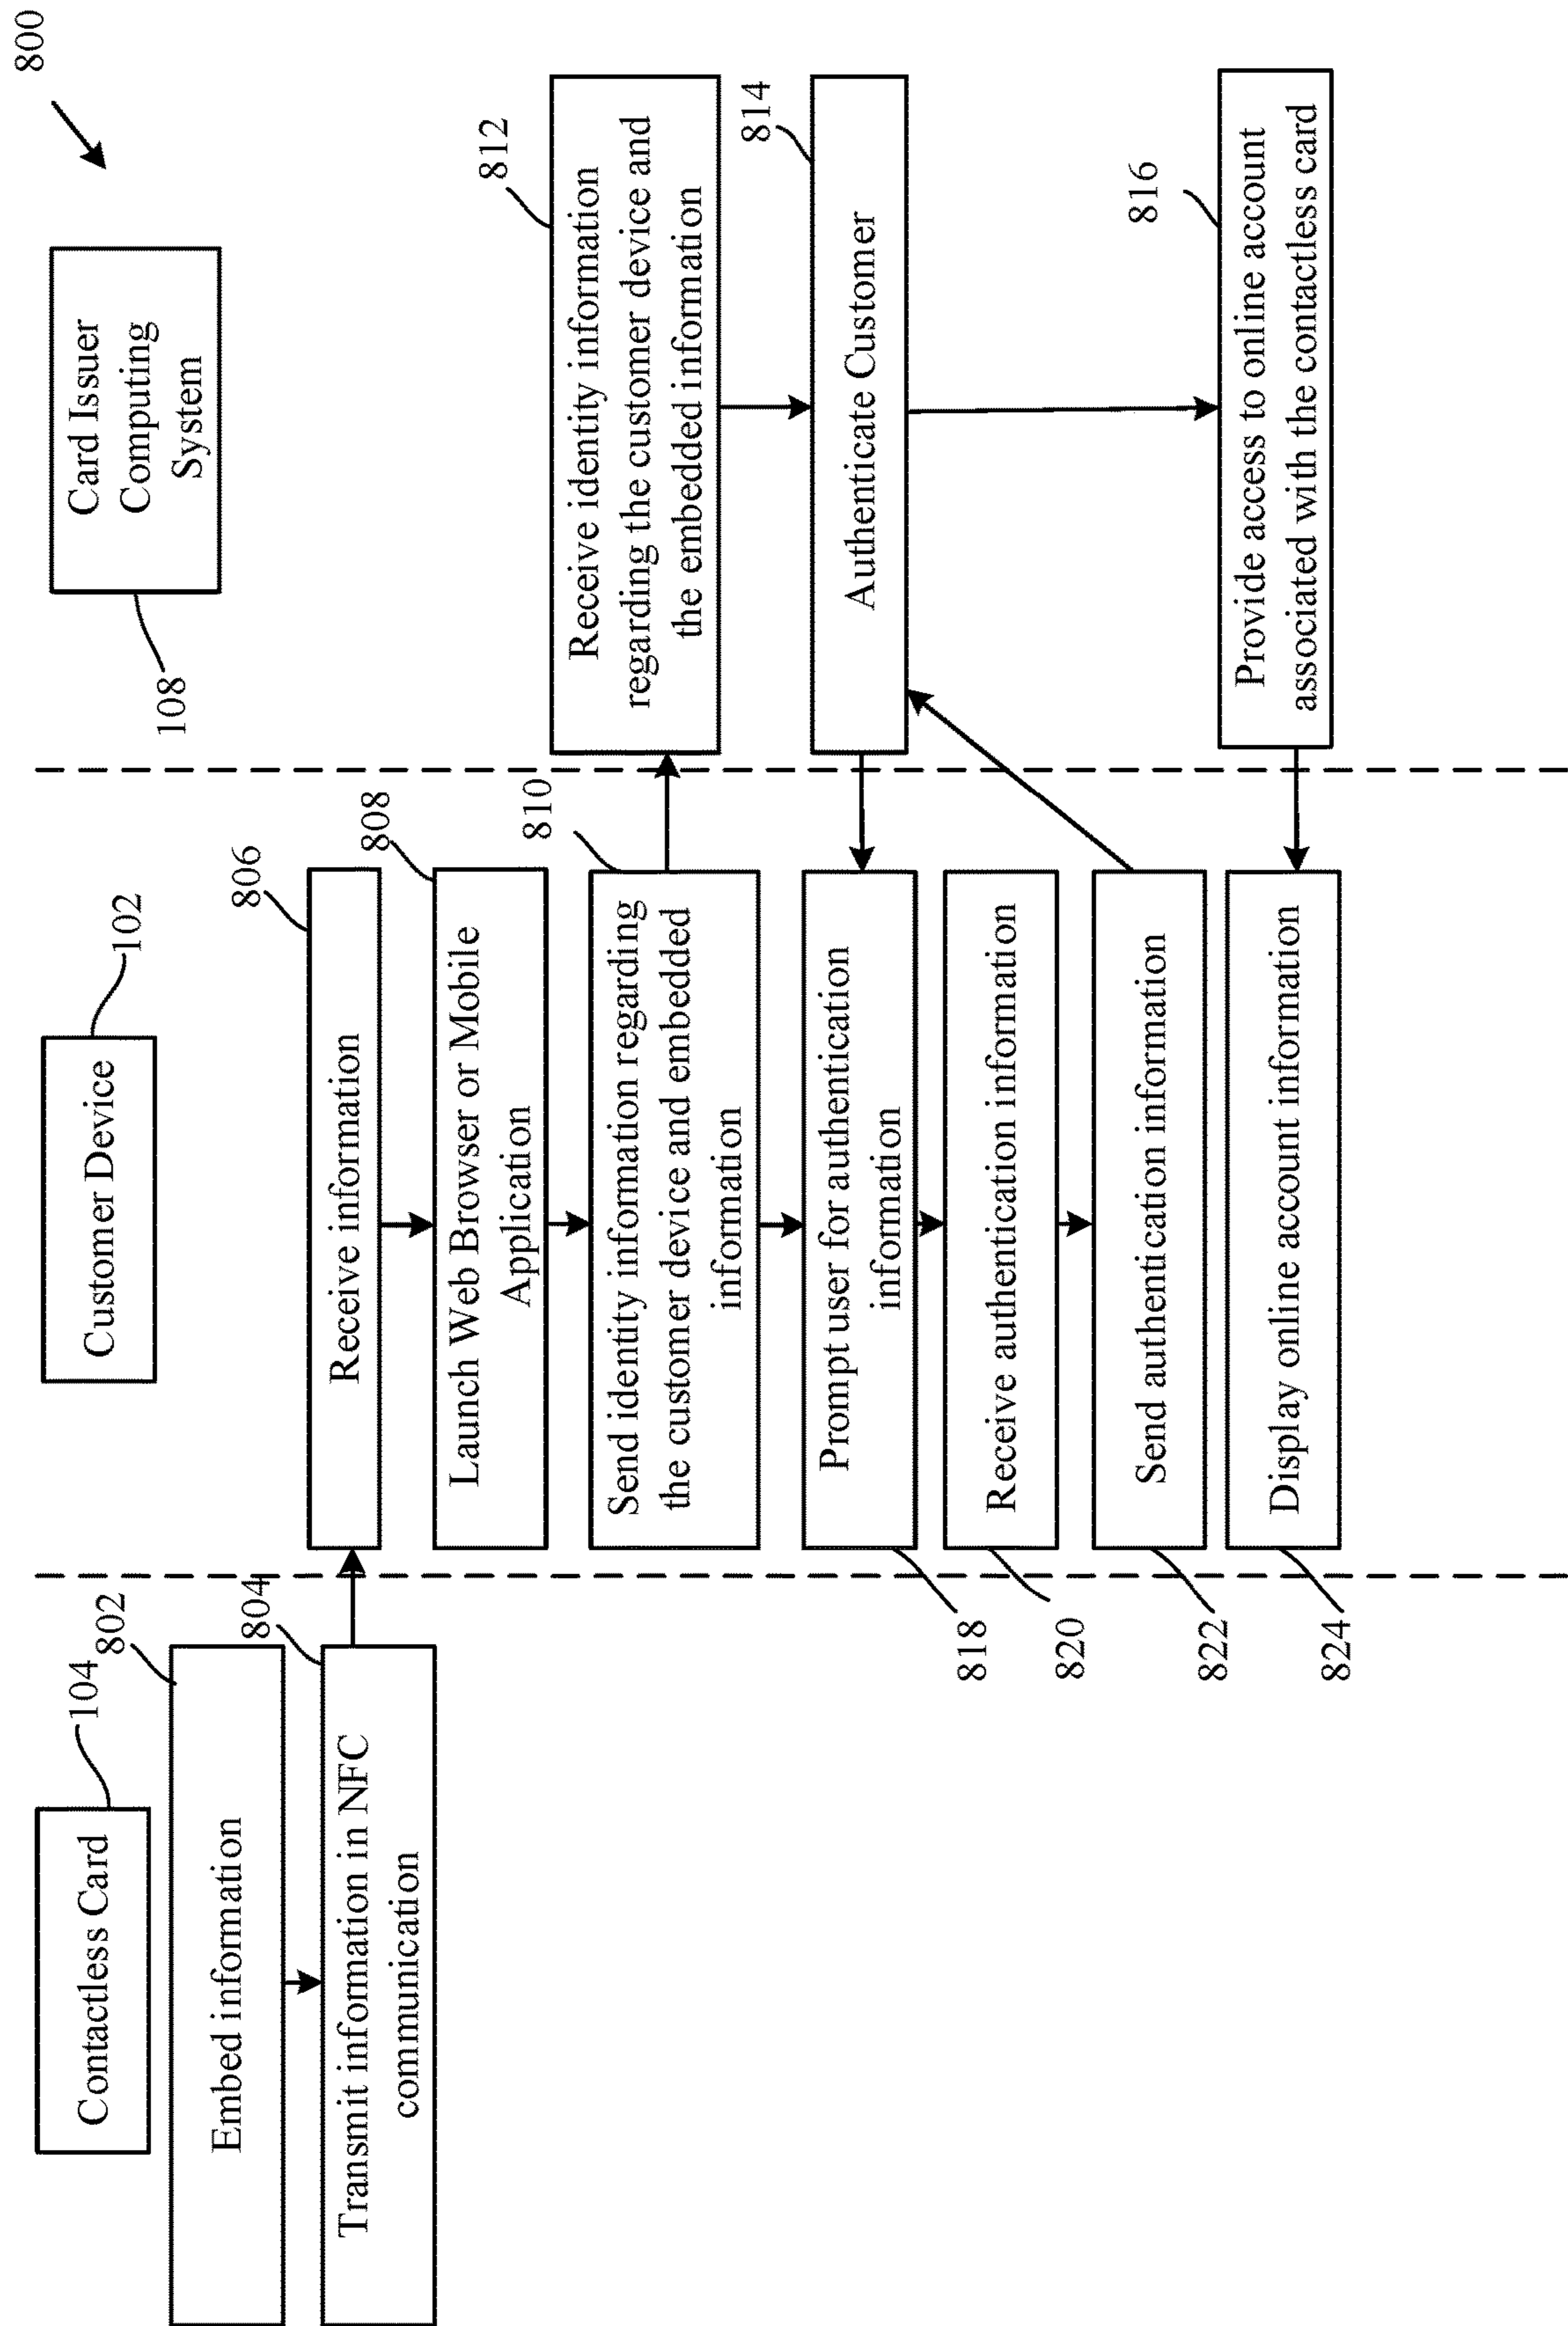 800
Contactless Card
104
Customer Device
102
Card Issuer
Computing
System
108
802
Embed information
804
Transmit information in NFC
communication
806
Receive information
808
Launch Web Browser or Mobile
Application
810
Send identity information regarding
the customer device and embedded
information
812
Receive identity information
regarding the customer device and
the embedded information
814
Authenticate Customer
818
Prompt user for authentication
information
820
Receive authentication information
822
Send authentication information
816
Provide access to online account
associated with the contactless card
824
Display online account information